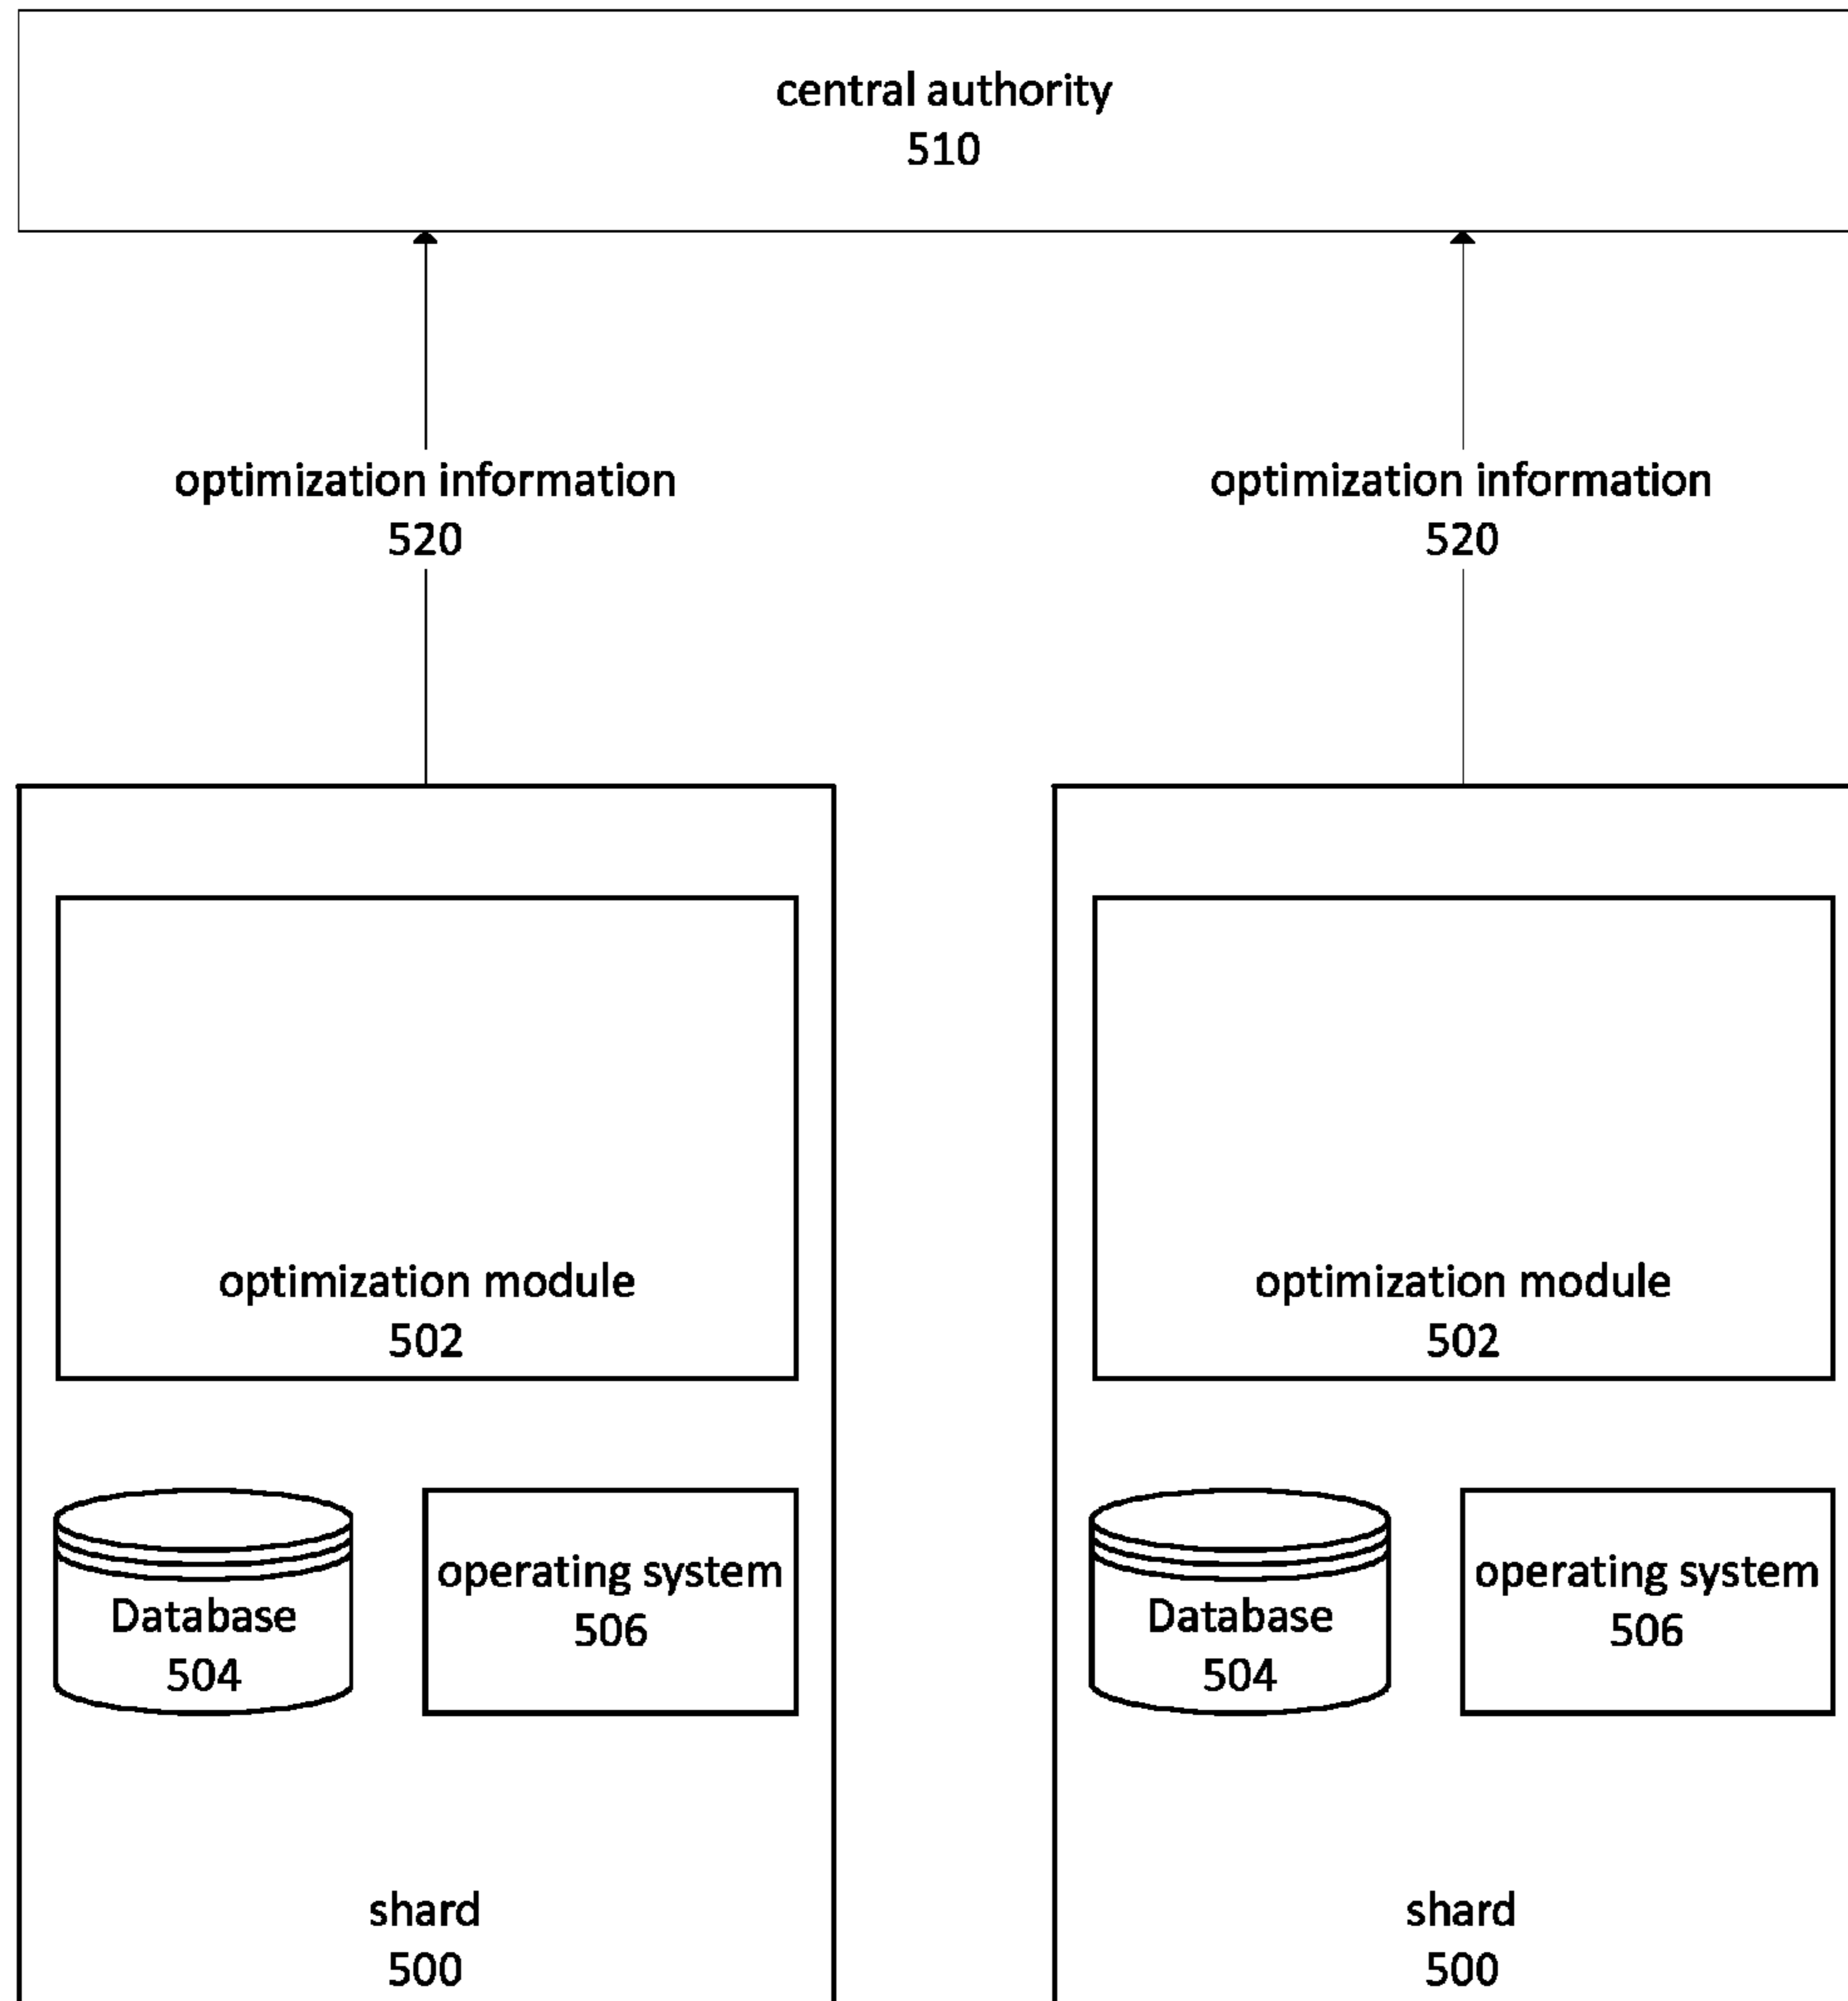 central authority
510
optimization information
520
optimization information
520
optimization module
502
optimization module
502
Database
504
operating system
506
Database
504
operating system
506
shard
500
shard
500